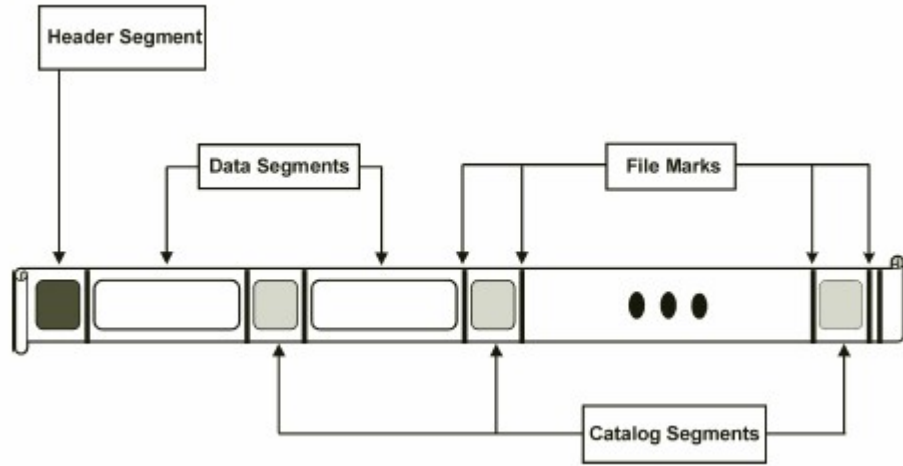 Header Segment
Data Segments
File Marks
Catalog Segments